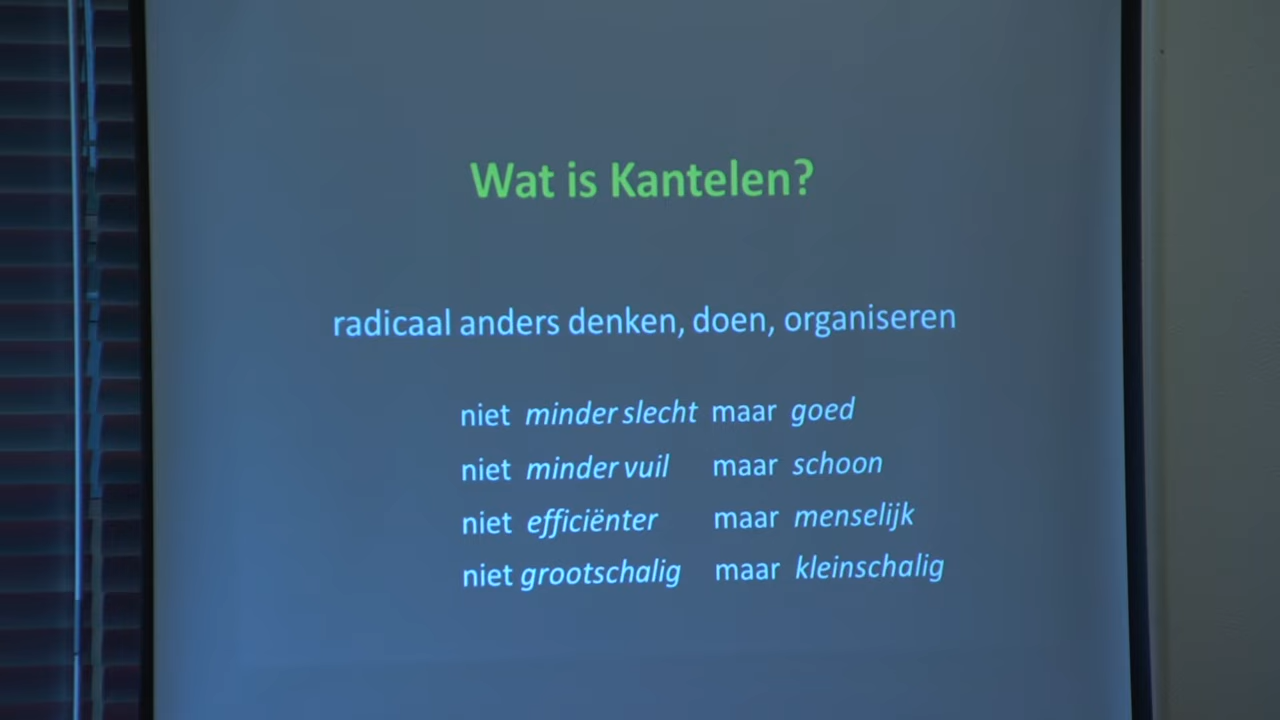 Wat is Kantelen?
radicaal anders denken, doen, organiseren
niet minder slecht maar goed
niet minder vuil maar schoon
niet efficiënter maar menselijk
niet grootschalig maar kleinschalig